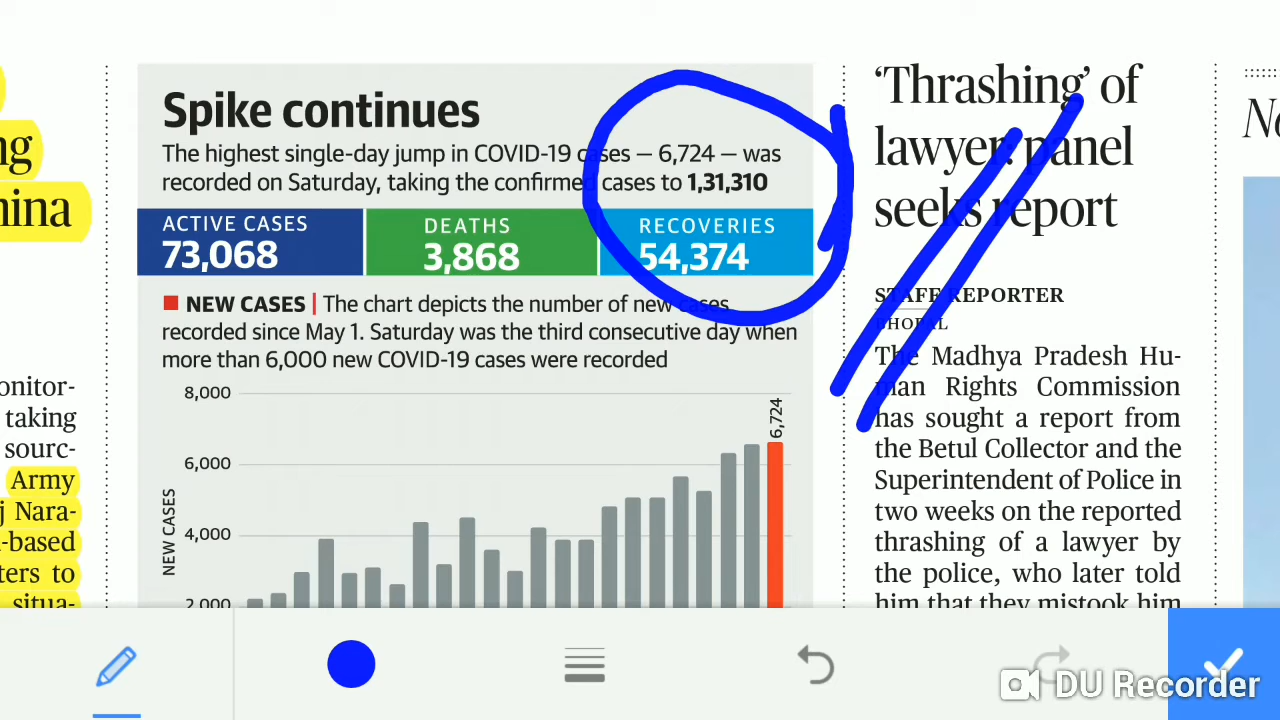 ng
hina
onitor-
taking
sourc-
Army
j Nara-
-based
ters to
situa-
Spike continues
The highest single-day jump in COVID-19 cases – 6,724 – was
recorded on Saturday, taking the confirmed cases to 1,31,310
ACTIVE CASES
73,068
DEATHS
3,868
RECOVERIES
54,374
NEW CASES | The chart depicts the number of new cases
recorded since May 1. Saturday was the third consecutive day when
more than 6,000 new COVID-19 cases were recorded
8,000
6,000
4,000
2,000
NEW CASES
6,724
‘Thrashing’ of
lawyer: panel
seeks report
STAFF REPORTER
BHOPAL
The Madhya Pradesh Hu-
man Rights Commission
has sought a report from
the Betul Collector and the
Superintendent of Police in
two weeks on the reported
thrashing of a lawyer by
the police, who later told
him that they mistook him
No
DU Recorder